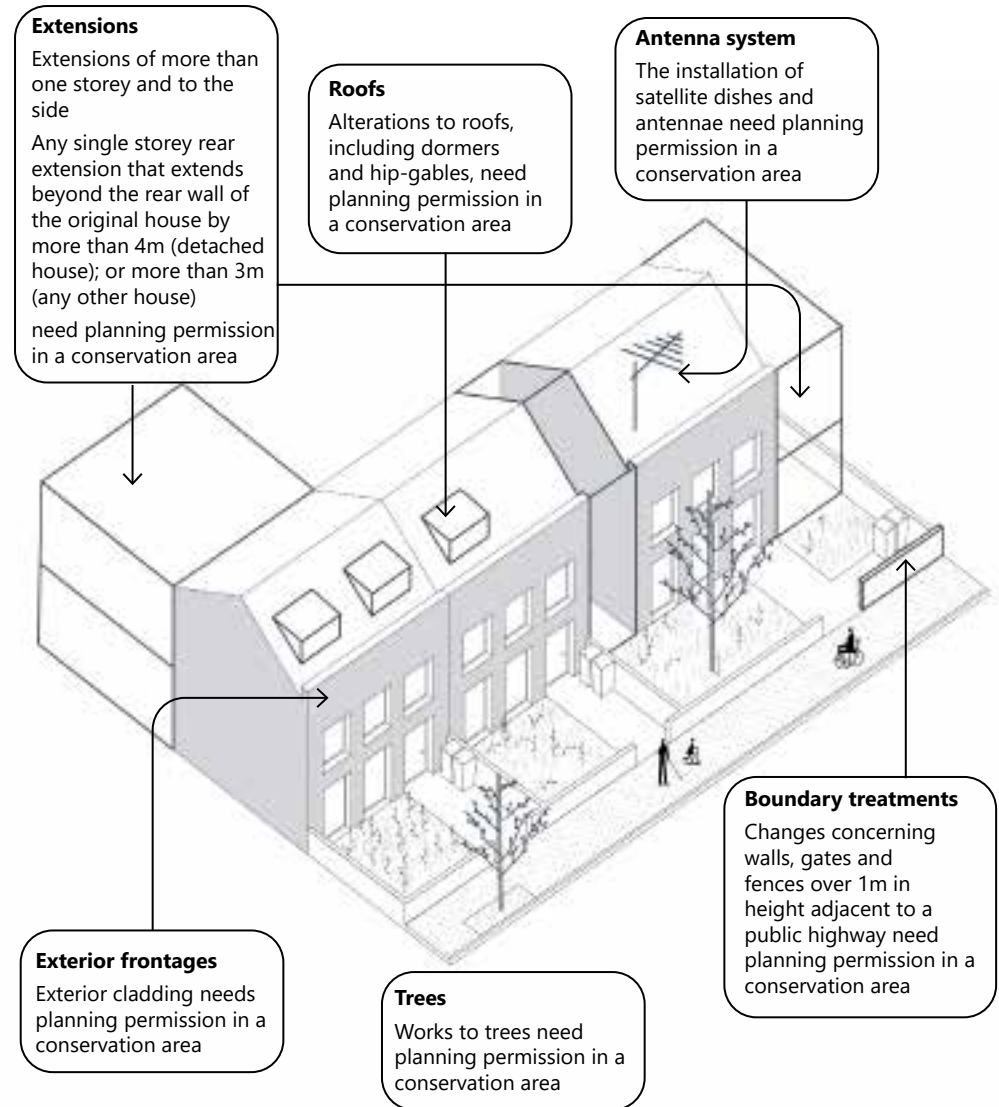 Extensions
Extensions of more than
one storey and to the
side
Any single storey rear
extension that extends
beyond the rear wall of
the original house by
more than 4m (detached
house); or more than 3m
(any other house)
need planning permission
in a conservation area
Roofs
Alterations to roofs,
including dormers
and hip-gables, need
planning permission in
a conservation area
Antenna system
The installation of
satellite dishes and
antennae need planning
permission in a
conservation area
Exterior frontages
Exterior cladding needs
planning permission in a
conservation area
Trees
Works to trees need
planning permission in a
conservation area
Boundary treatments
Changes concerning
walls, gates and
fences over 1m in
height adjacent to a
public highway need
planning permission in a
conservation area